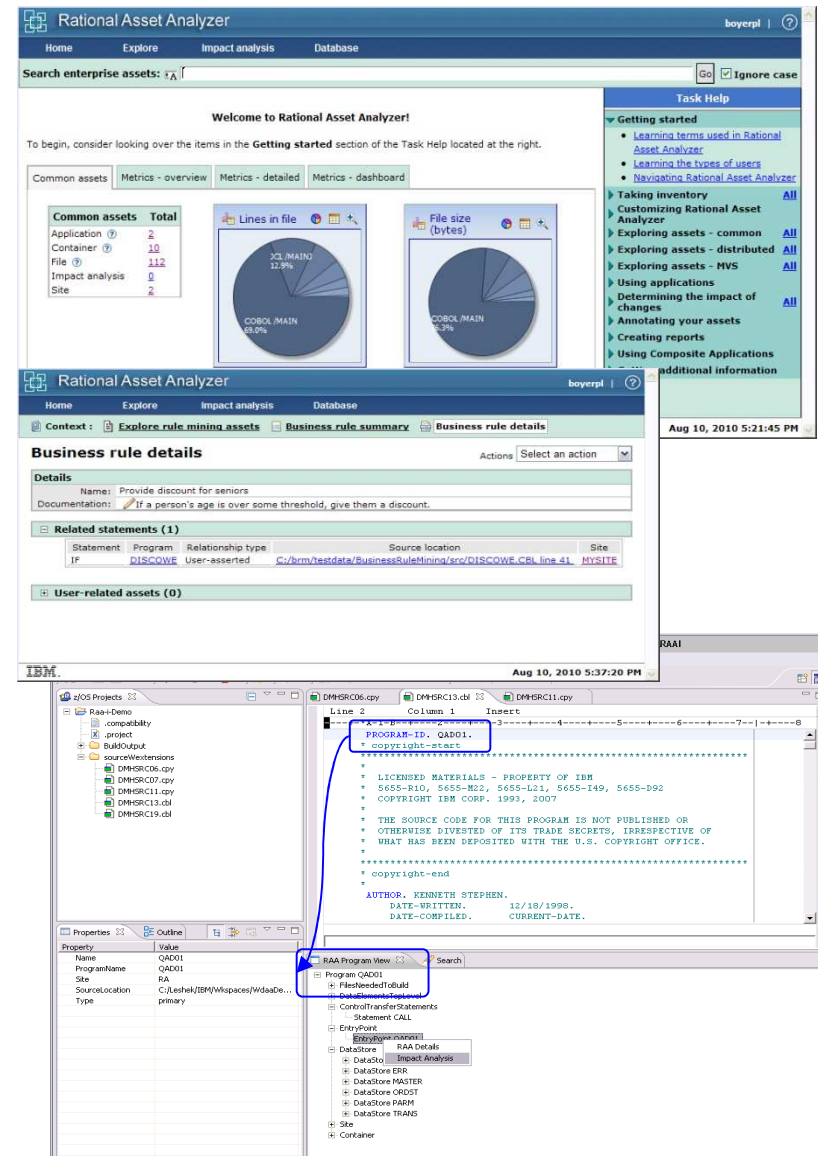 Rational Asset Analyzer
boyerpl | ?
Home Explore Impact analysis Database
Search enterprise assets: Go Ignore case
Task Help
Welcome to Rational Asset Analyzer!
To begin, consider looking over the items in the Getting started section of the Task Help located at the right.
Getting started
Learning terms used in Rational
Asset Analyzer
Learning the types of users
Navigating Rational Asset Analyzer
Taking inventory All
Customizing Rational Asset
Analyzer
Exploring assets - common All
Exploring assets - distributed All
Exploring assets - MVS All
Using applications
Determining the impact of
changes All
Annotating your assets
Creating reports
Using Composite Applications
additional information
Common assets Metrics - overview Metrics - detailed Metrics - dashboard
Common assets Total
Application ? 2
Container ? 10
File ? 112
Impact analysis 0
Site 2
Lines in file
/MAIN
12.9%
COBOL /MAIN
69.0%
File size
(bytes)
COBOL /MAIN
Aug 10, 2010 5:21:45 PM
Rational Asset Analyzer
boyerpl | ?
Home Explore Impact analysis Database
Context : Explore rule mining assets Business rule summary Business rule details
Business rule details
Actions Select an action
Details
Name: Provide discount for seniors
Documentation: If a person's age is over some threshold, give them a discount.
Related statements (1)
Statement Program Relationship type Source location Site
IF DISCOWE User-asserted C:/brm/testdata/BusinessRuleMining/src/DISCOWE.CBL line 41 MYSITE
User-related assets (0)
IBM.
Aug 10, 2010 5:37:20 PM
RAAI
z/OS Projects
Raa-i-Demo
.compatibility
.project
BuildOutput
sourceWextensions
DMHSRC06.cpy
DMHSRC07.cpy
DMHSRC11.cpy
DMHSRC13.cbl
DMHSRC19.cbl
DMHSRC06.cpy DMHSRC13.cbl DMHSRC11.cpy
Line 2 Column 1 Insert
------*A-1-B--+----2----+----3----+----4----+----5----+----6----+----7--|-+----8
PROGRAM-ID. QAD01.
* copyright-start
*****************************************************************
*
* LICENSED MATERIALS - PROPERTY OF IBM
* 5655-R10, 5655-M22, 5655-L21, 5655-I49, 5655-D92
* COPYRIGHT IBM CORP. 1993, 2007
*
* THE SOURCE CODE FOR THIS PROGRAM IS NOT PUBLISHED OR
* OTHERWISE DIVESTED OF ITS TRADE SECRETS, IRRESPECTIVE OF
* WHAT HAS BEEN DEPOSITED WITH THE U.S. COPYRIGHT OFFICE.
*
*****************************************************************
* copyright-end
*
AUTHOR. KENNETH STEPHEN.
DATE-WRITTEN. 12/18/1998.
DATE-COMPILED. CURRENT-DATE.
Properties Outline
Property Value
Name QAD01
ProgramName QAD01
Site RA
SourceLocation C:/Leshek/IBM/Wkspaces/WdaaDe...
Type primary
RAA Program View Search
Program QAD01
FilesNeededToBuild
DataElementsTopLevel
ControlTransferStatements
Statement CALL
EntryPoint
EntryPoint QAD01
RAA Details
Impact Analysis
DataStore
DataStore ERR
DataStore MASTER
DataStore ORDST
DataStore PARM
DataStore TRANS
Site
Container